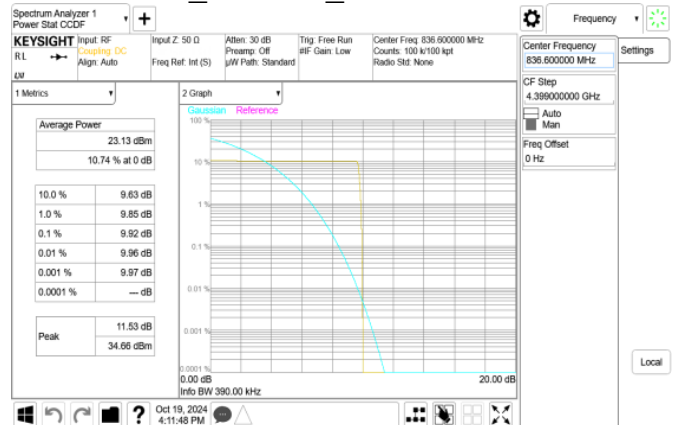 Spectrum Analyzer 1
Power Stat CCDF
Frequency
KEYSIGHT
RL
Input: RF
Coupling: DC
Align: Auto
Input Z: 50 Ω
Freq Ref: Int (S)
Atten: 30 dB
Preamp: Off
µW Path: Standard
Trig: Free Run
#IF Gain: Low
Center Freq: 836.600000 MHz
Counts: 100 k/100 kpt
Radio Std: None
Center Frequency
836.600000 MHz
Settings
CF Step
4.399000000 GHz
Auto
Man
Freq Offset
0 Hz
1 Metrics
Average Power
23.13 dBm
10.74 % at 0 dB
10.0 % 9.63 dB
1.0 % 9.85 dB
0.1 % 9.92 dB
0.01 % 9.96 dB
0.001 % 9.97 dB
0.0001 % --- dB
Peak
11.53 dB
34.66 dBm
2 Graph
Gaussian Reference
100 %
10 %
1 %
0.1 %
0.01 %
0.001 %
0.0001 %
0.00 dB 20.00 dB
Info BW 390.00 kHz
Local
?
Oct 19, 2024
4:11:48 PM